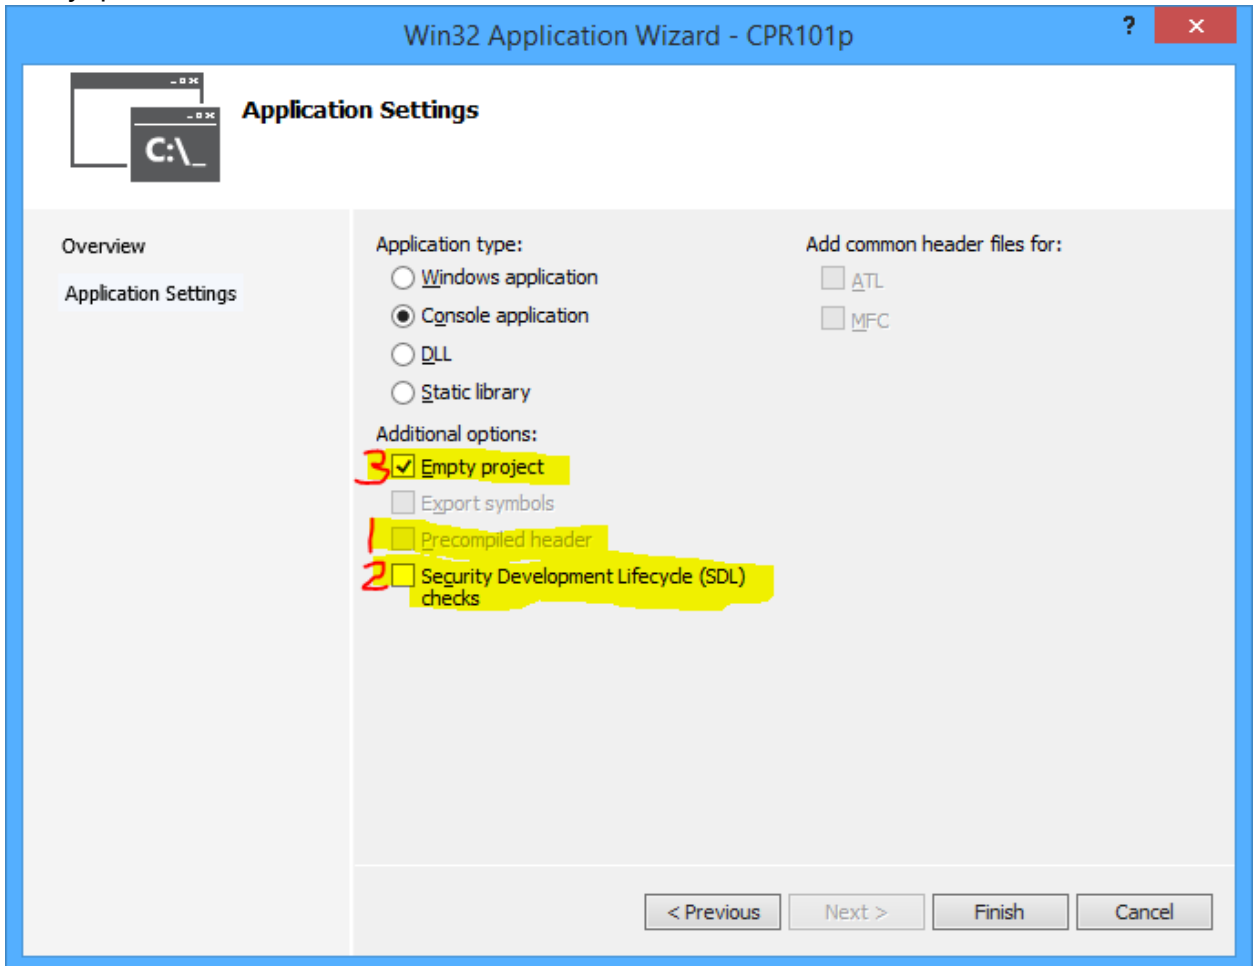 Win32 Application Wizard - CPR101p
?
C:\_
Application Settings
Overview
Application Settings
Application type:
Windows application
Console application
DLL
Static library
Additional options:
3 Empty project
Export symbols
1 Precompiled header
2 Security Development Lifecycle (SDL)
checks
Add common header files for:
ATL
MFC
< Previous
Next >
Finish
Cancel